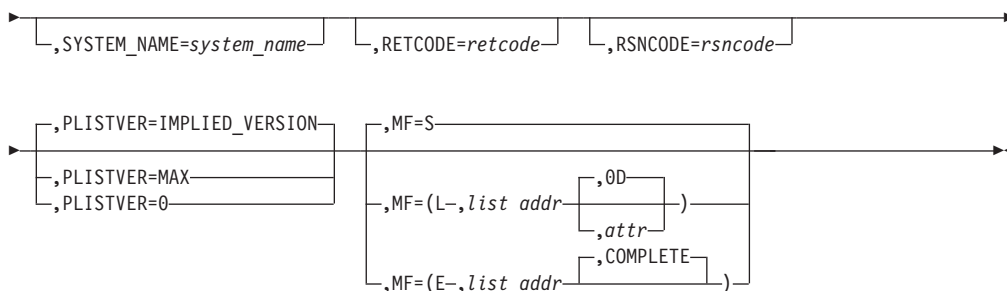 ,SYSTEM_NAME=system_name ,RETCODE=retcode ,RSNCODE=rsncode
,PLISTVER=IMPLIED_VERSION
,PLISTVER=MAX
,PLISTVER=0
,MF=S
,MF=(L ,list addr ,0D ,attr )
,MF=(E ,list addr ,COMPLETE )